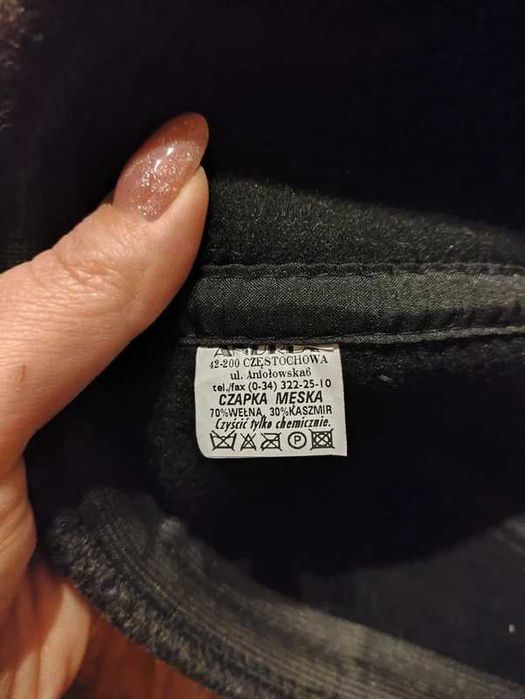 42-200 CZĘSTOCHOWA
ul. Aniołowska6
tel./fax (0-34) 322-25-10
CZAPKA MĘSKA
70%WEŁNA, 30%KASZMIR
Czyścić tylko chemicznie.
P